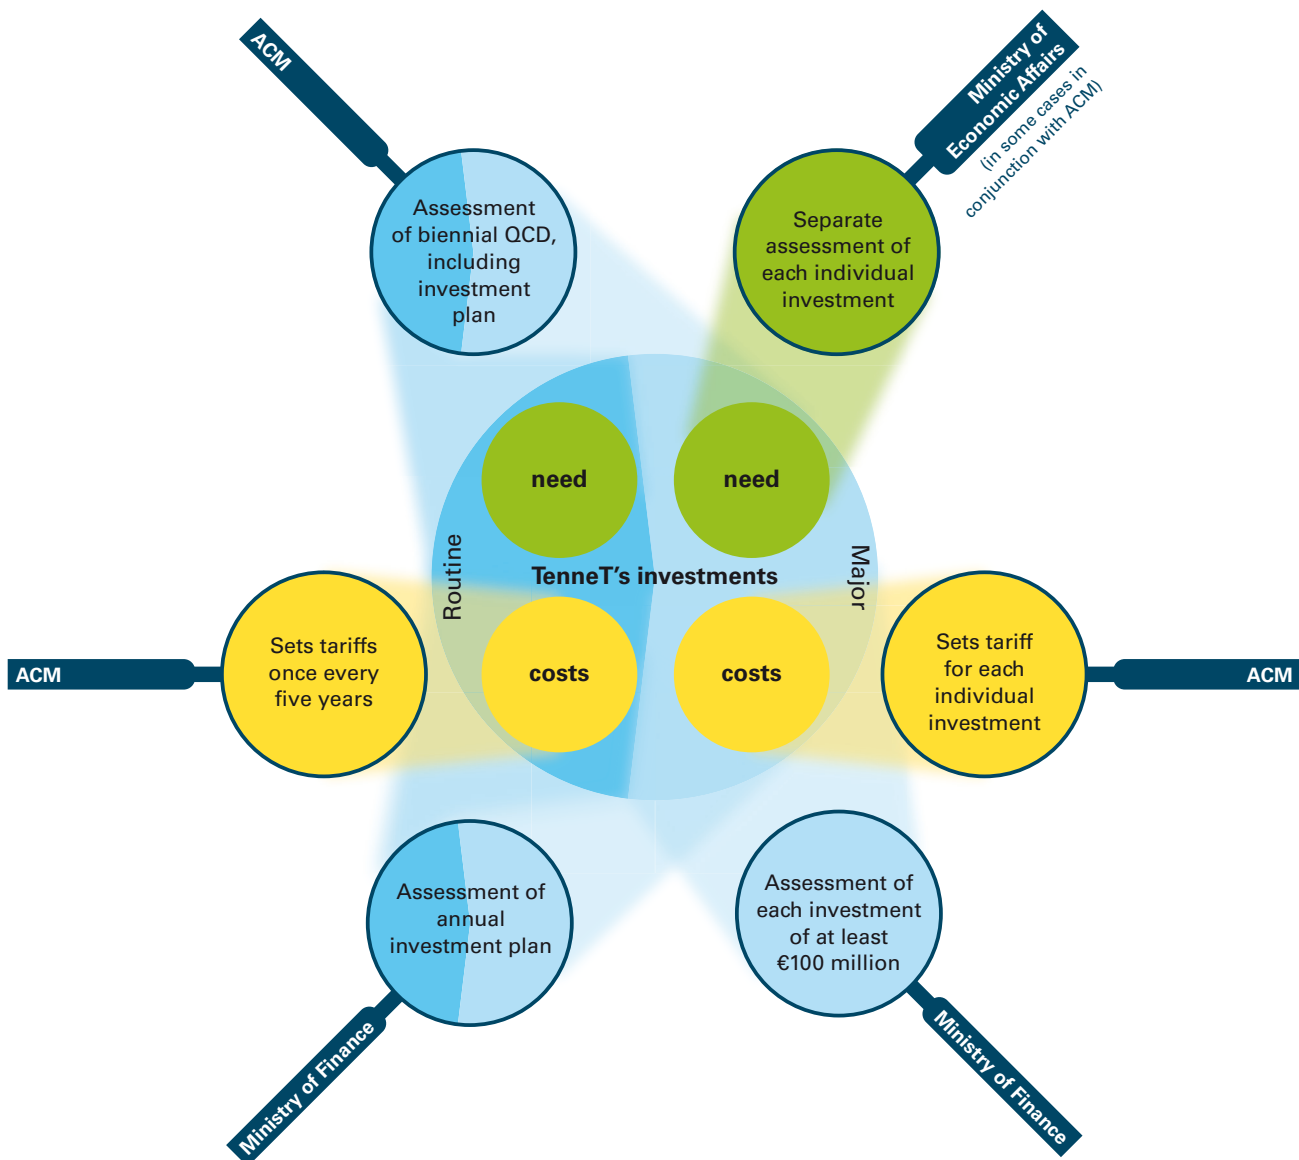 ACM
Ministry of
Economic Affairs
(in some cases in
conjunction with ACM)
Assessment
of biennial QCD,
including
investment
plan
Separate
assessment of
each individual
investment
need
need
Routine
TenneT's investments
Major
Sets tariffs
once every
five years
ACM
costs
costs
Sets tariff
for each
individual
investment
ACM
Assessment of
annual
investment plan
Assessment of
each investment
of at least
€100 million
Ministry of Finance
Ministry of Finance